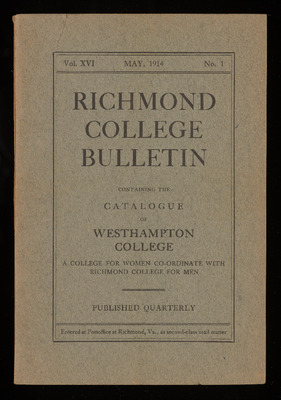 Vol. XVI MAY, 1914 No. 1
RICHMOND
COLLEGE
BULLETIN
CONTAINING THE
CATALOGUE
OF
WESTHAMPTON
COLLEGE
A COLLEGE FOR WOMEN CO-ORDINATE WITH
RICHMOND COLLEGE FOR MEN
PUBLISHED QUARTERLY
Entered at Postoffice at Richmond, Va., as second-class mail matter